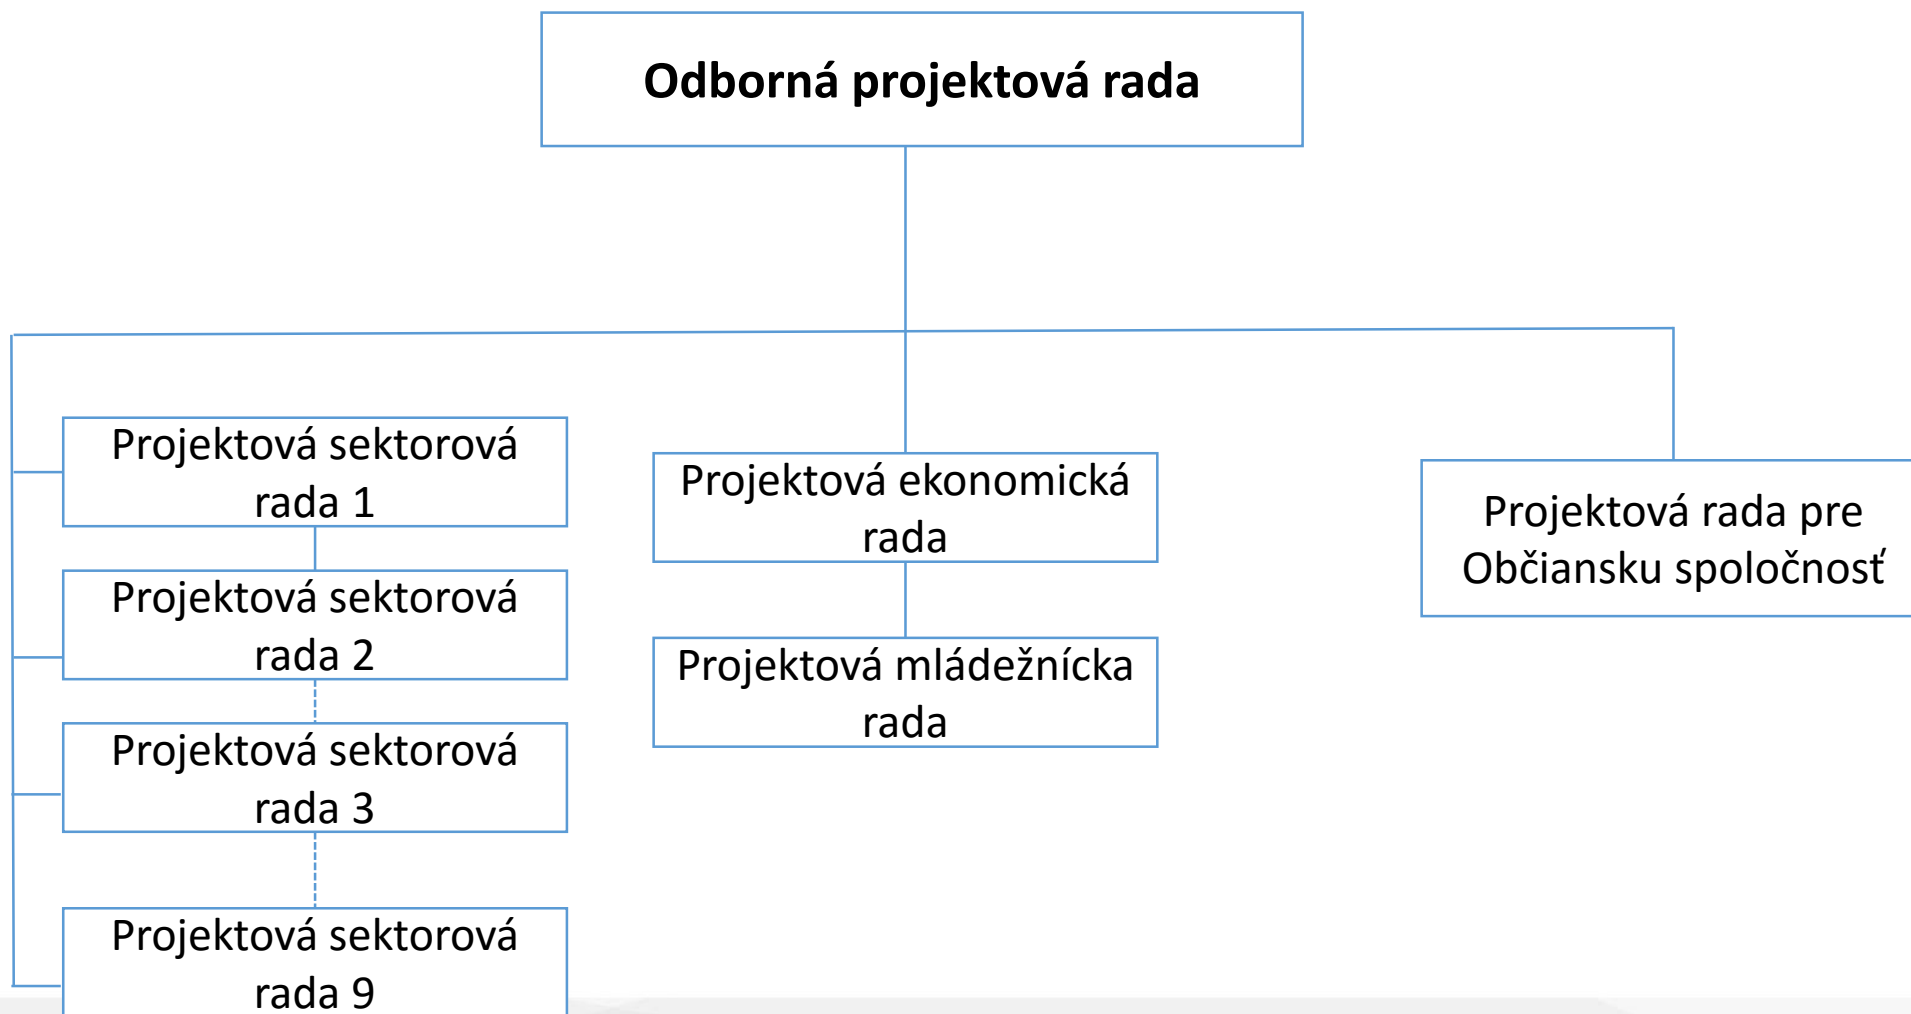 Odborná projektová rada
Projektová sektorová
rada 1
Projektová sektorová
rada 2
Projektová sektorová
rada 3
Projektová sektorová
rada 9
Projektová ekonomická
rada
Projektová mládežnícka
rada
Projektová rada pre
Občiansku spoločnosť